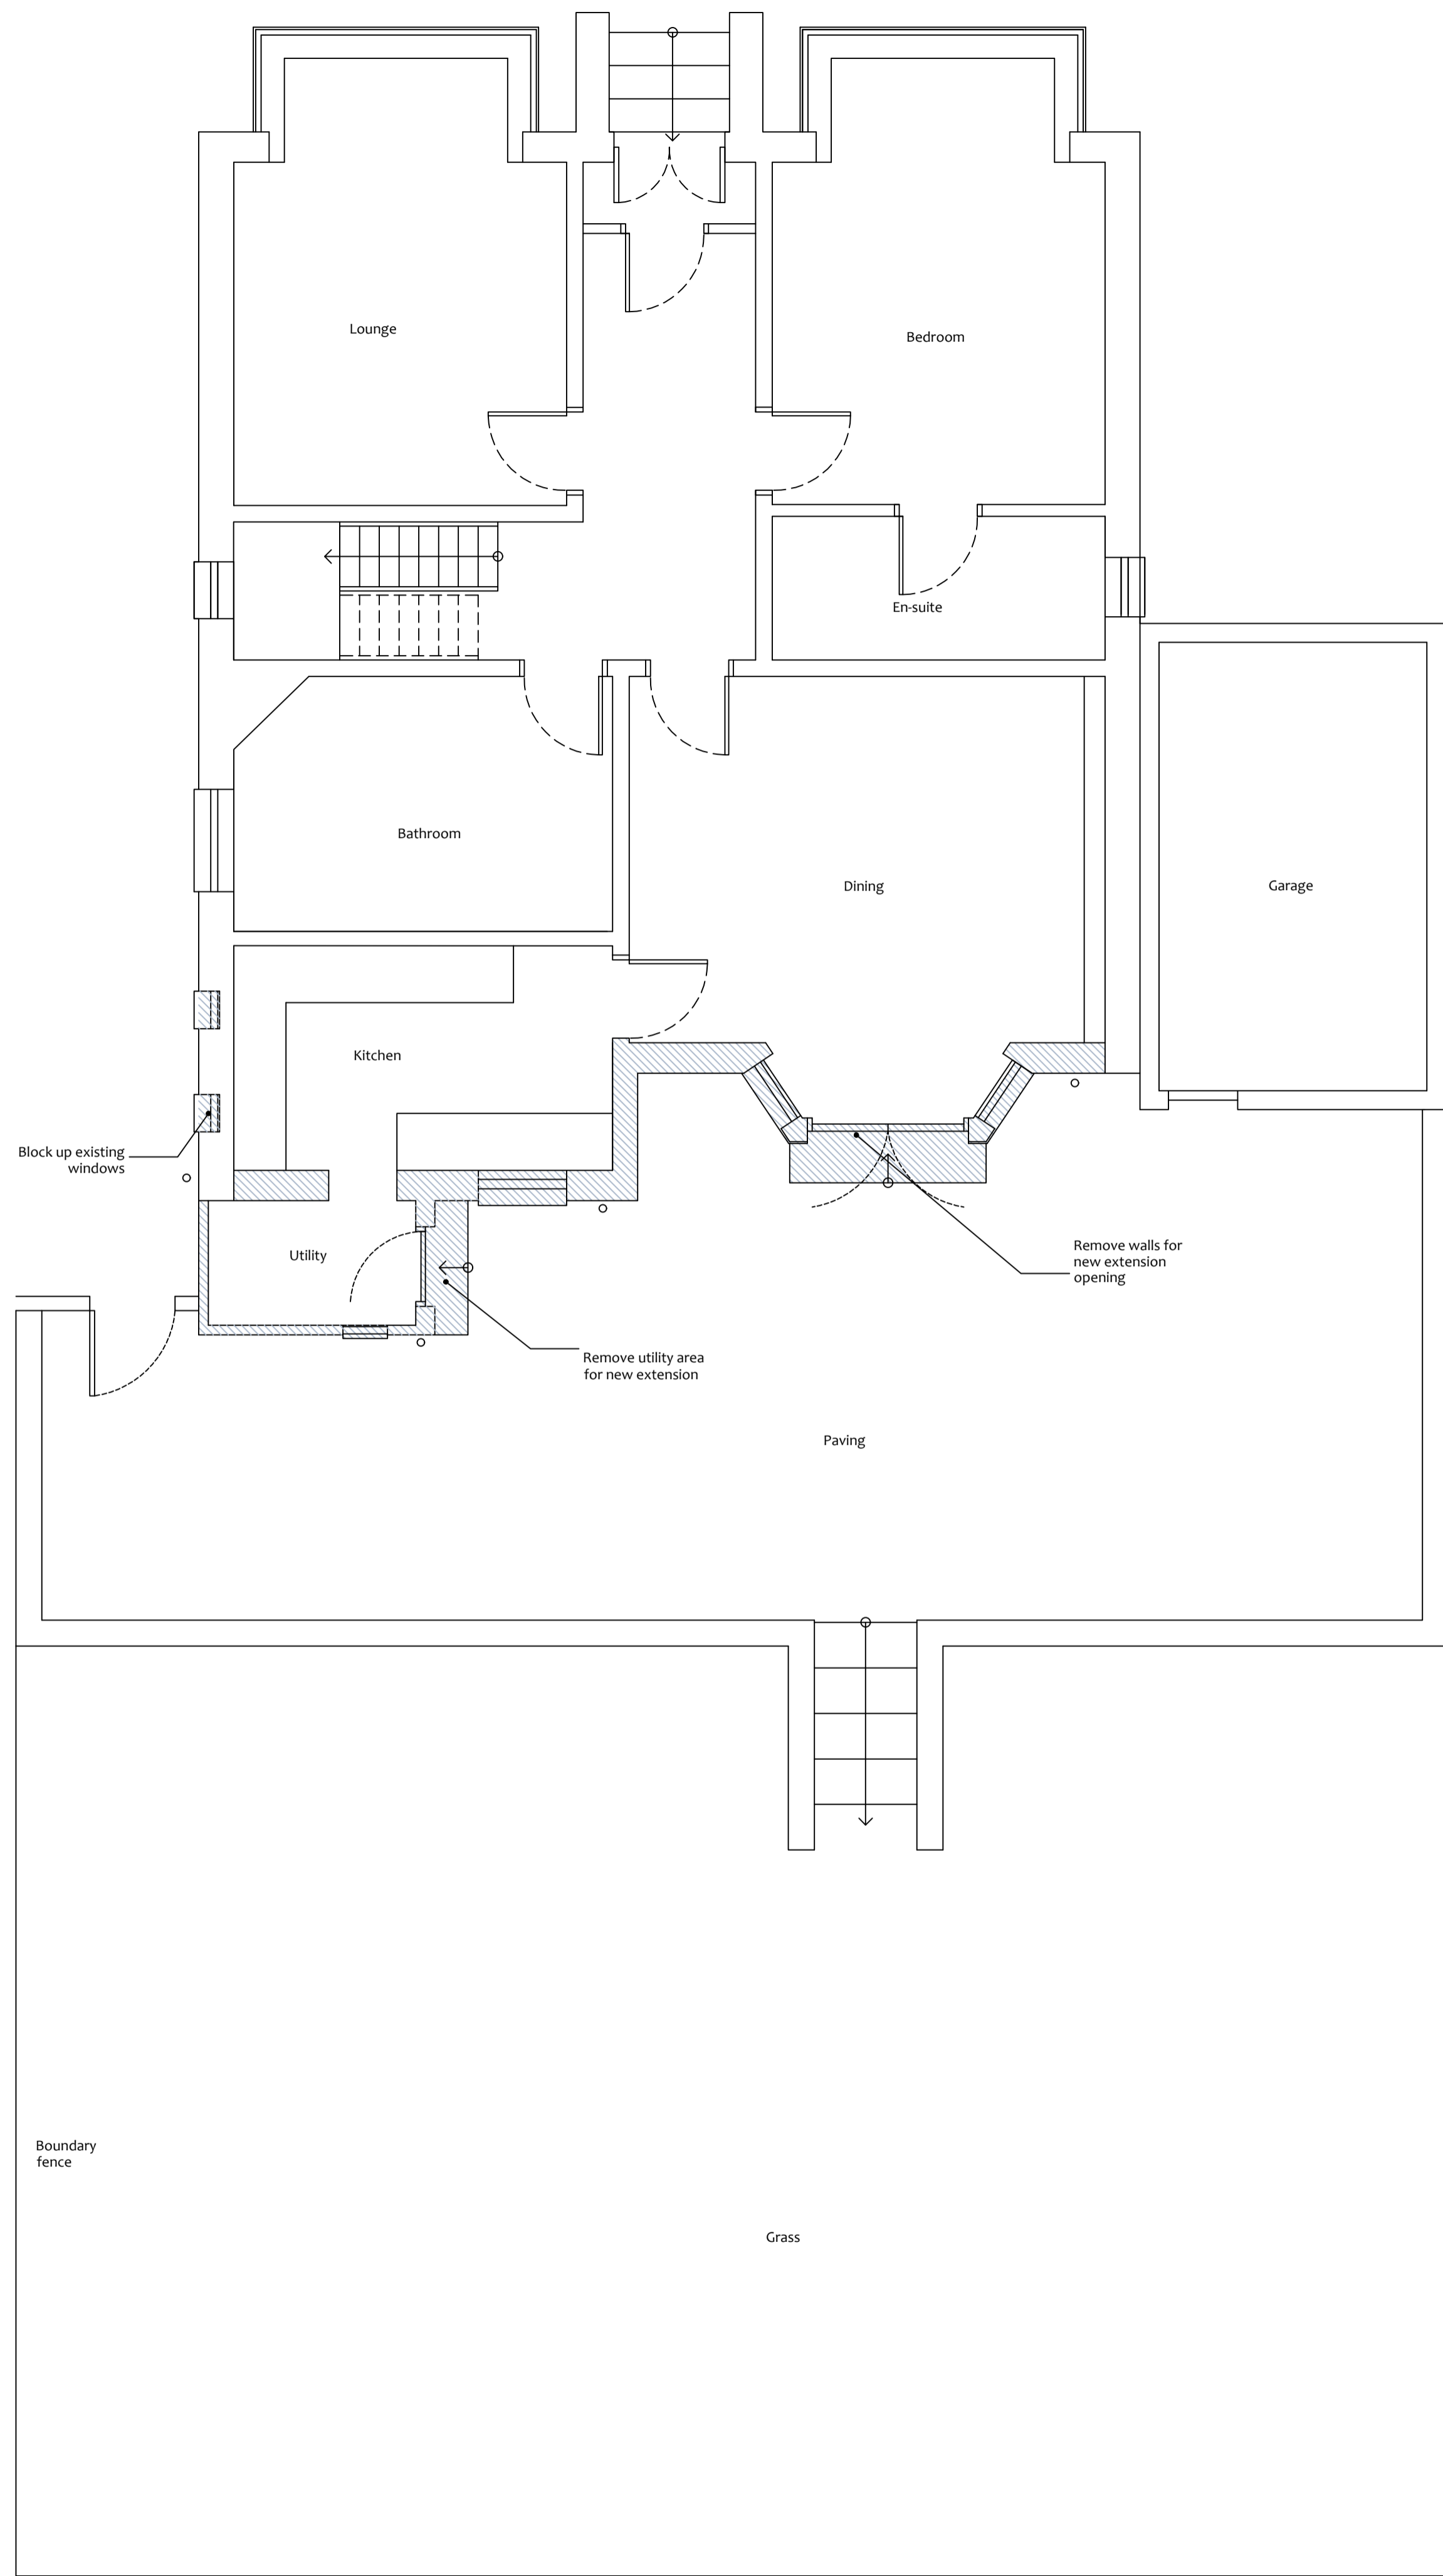 Lounge
Bedroom
En-suite
Bathroom
Dining
Garage
Kitchen
Block up existing
windows
Utility
Remove walls for
new extension
opening
Remove utility area
for new extension
Paving
Boundary
fence
Grass